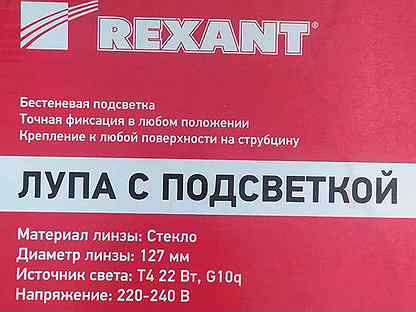 REXANT®
Бестеневая подсветка
Точная фиксация в любом положении
Крепление к любой поверхности на струбцину
ЛУПА С ПОДСВЕТКОЙ
Материал линзы: Стекло
Диаметр линзы: 127 мм
Источник света: T4 22 Вт, G10q
Напряжение: 220-240 В